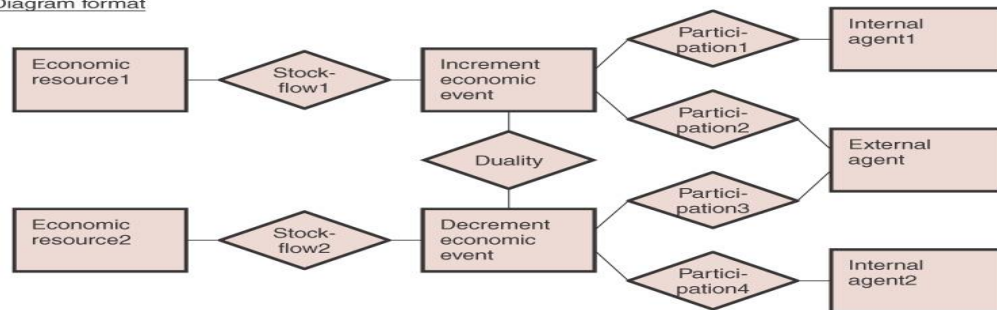 Diagram format
Economic
resource1
Stock-
flow1
Increment
economic
event
Partici-
pation1
Internal
agent1
Partici-
pation2
External
agent
Duality
Partici-
pation3
Economic
resource2
Stock-
flow2
Decrement
economic
event
Partici-
pation4
Internal
agent2